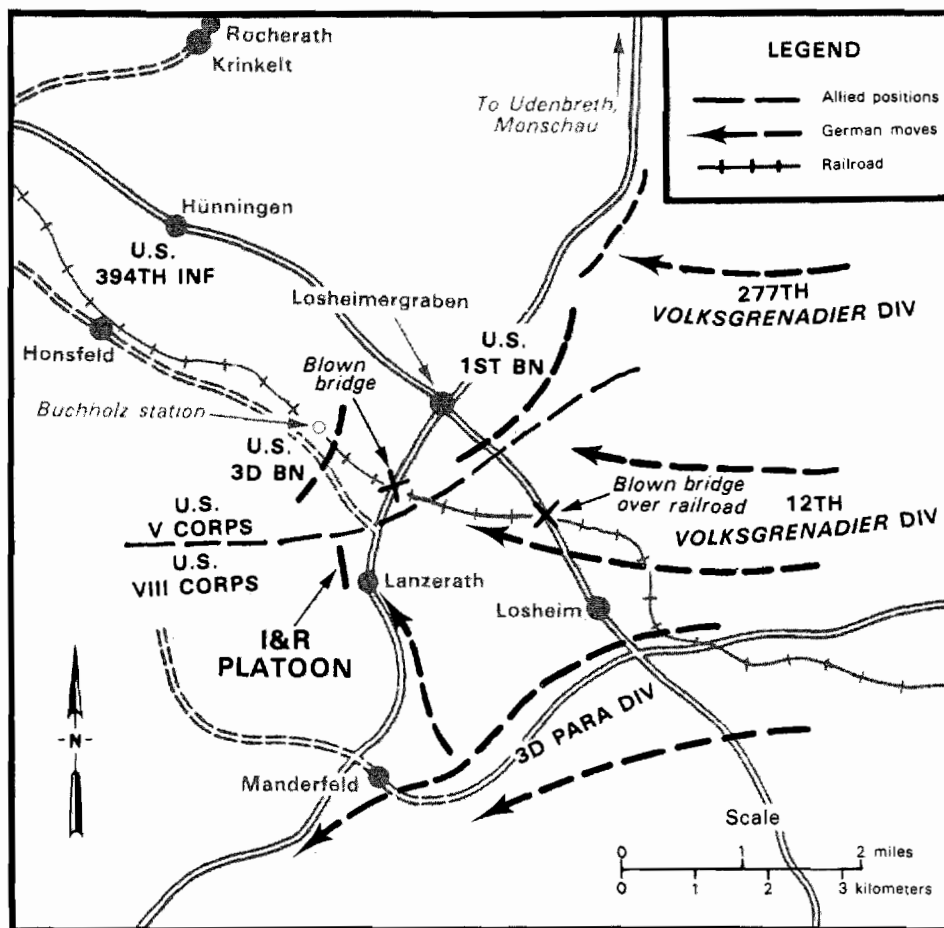 Rocherath
Krinkelt
To Udenbreth,
Monschau
LEGEND
Allied positions
German moves
Railroad
Hünningen
U.S.
394TH INF
Losheimergraben
277TH
VOLKSGRENADIER DIV
Honsfeld
Blown
bridge
U.S.
1ST BN
Buchholz station
U.S.
3D BN
Blown bridge
over railroad
12TH
VOLKSGRENADIER DIV
U.S.
V CORPS
U.S.
VIII CORPS
Lanzerath
Losheim
I&R
PLATOON
N
3D PARA DIV
Manderfeld
Scale
0 1 2 miles
0 1 2 3 kilometers